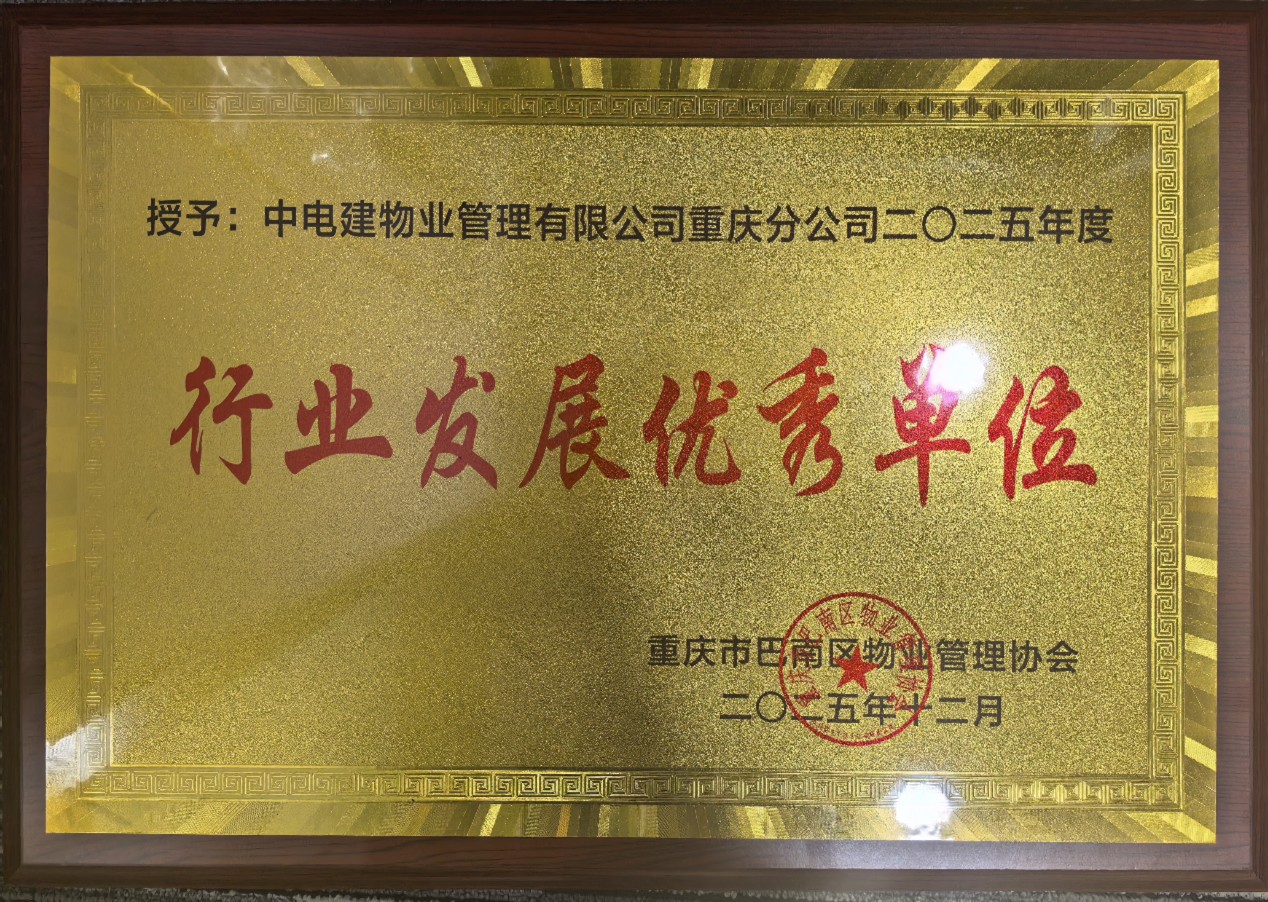 授予：中电建物业管理有限公司重庆分公司二〇二五年度
行业发展优秀单位
重庆市巴南区物业管理协会
二〇二五年十二月